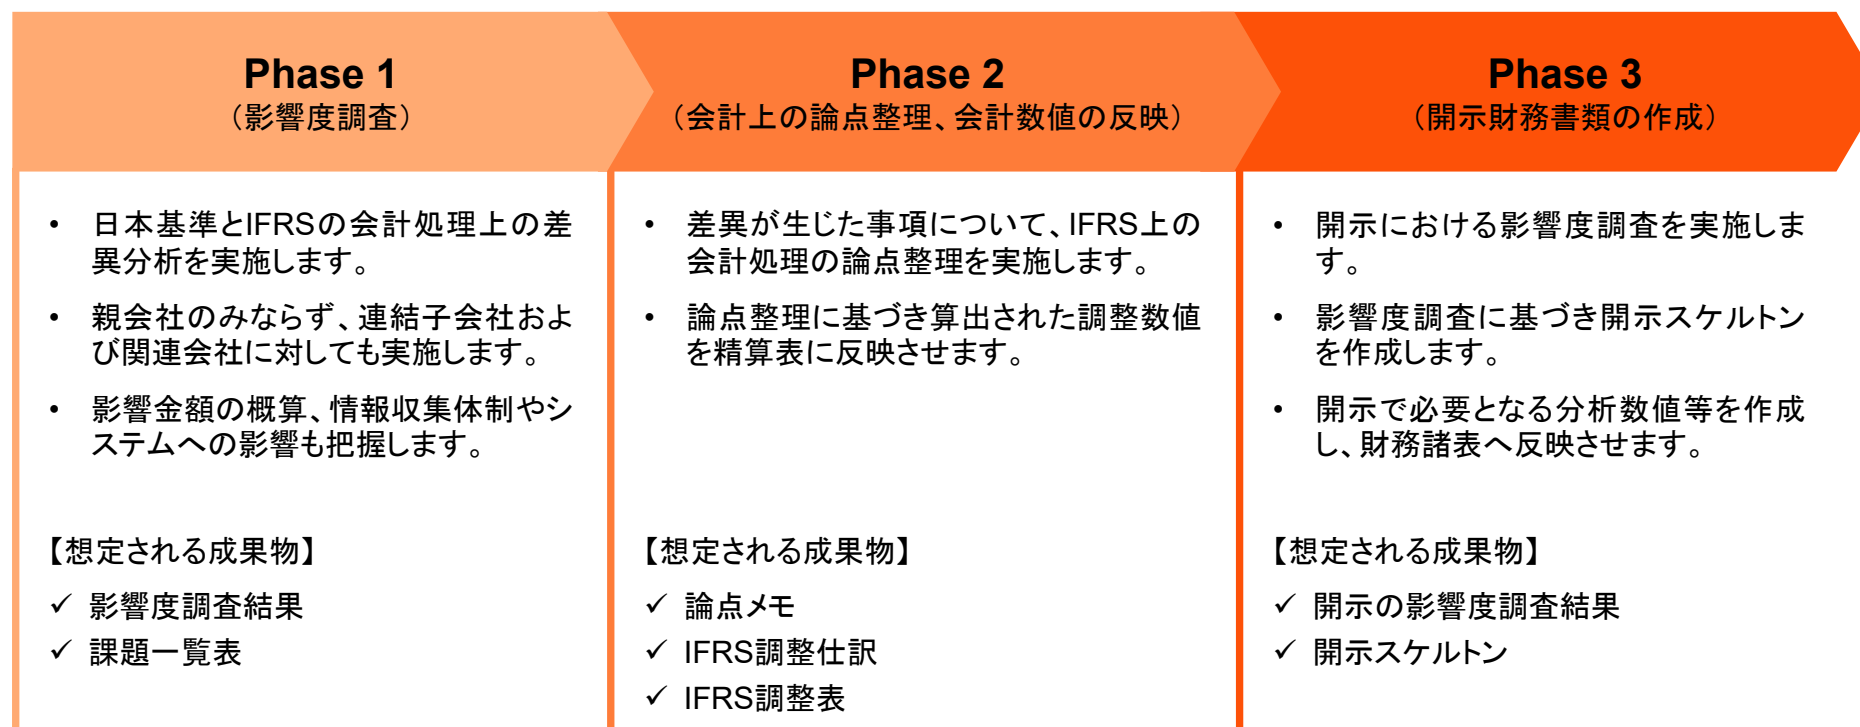 Phase 1
（影響度調査）
• 日本基準とIFRSの会計処理上の差
異分析を実施します。
• 親会社のみならず、連結子会社およ
び関連会社に対しても実施します。
• 影響金額の概算、情報収集体制やシ
ステムへの影響も把握します。
【想定される成果物】
✓ 影響度調査結果
✓ 課題一覧表
Phase 2
（会計上の論点整理、会計数値の反映）
• 差異が生じた事項について、IFRS上の
会計処理の論点整理を実施します。
• 論点整理に基づき算出された調整数値
を精算表に反映させます。
【想定される成果物】
✓ 論点メモ
✓ IFRS調整仕訳
✓ IFRS調整表
Phase 3
（開示財務書類の作成）
• 開示における影響度調査を実施しま
す。
• 影響度調査に基づき開示スケルトン
を作成します。
• 開示で必要となる分析数値等を作成
し、財務諸表へ反映させます。
【想定される成果物】
✓ 開示の影響度調査結果
✓ 開示スケルトン